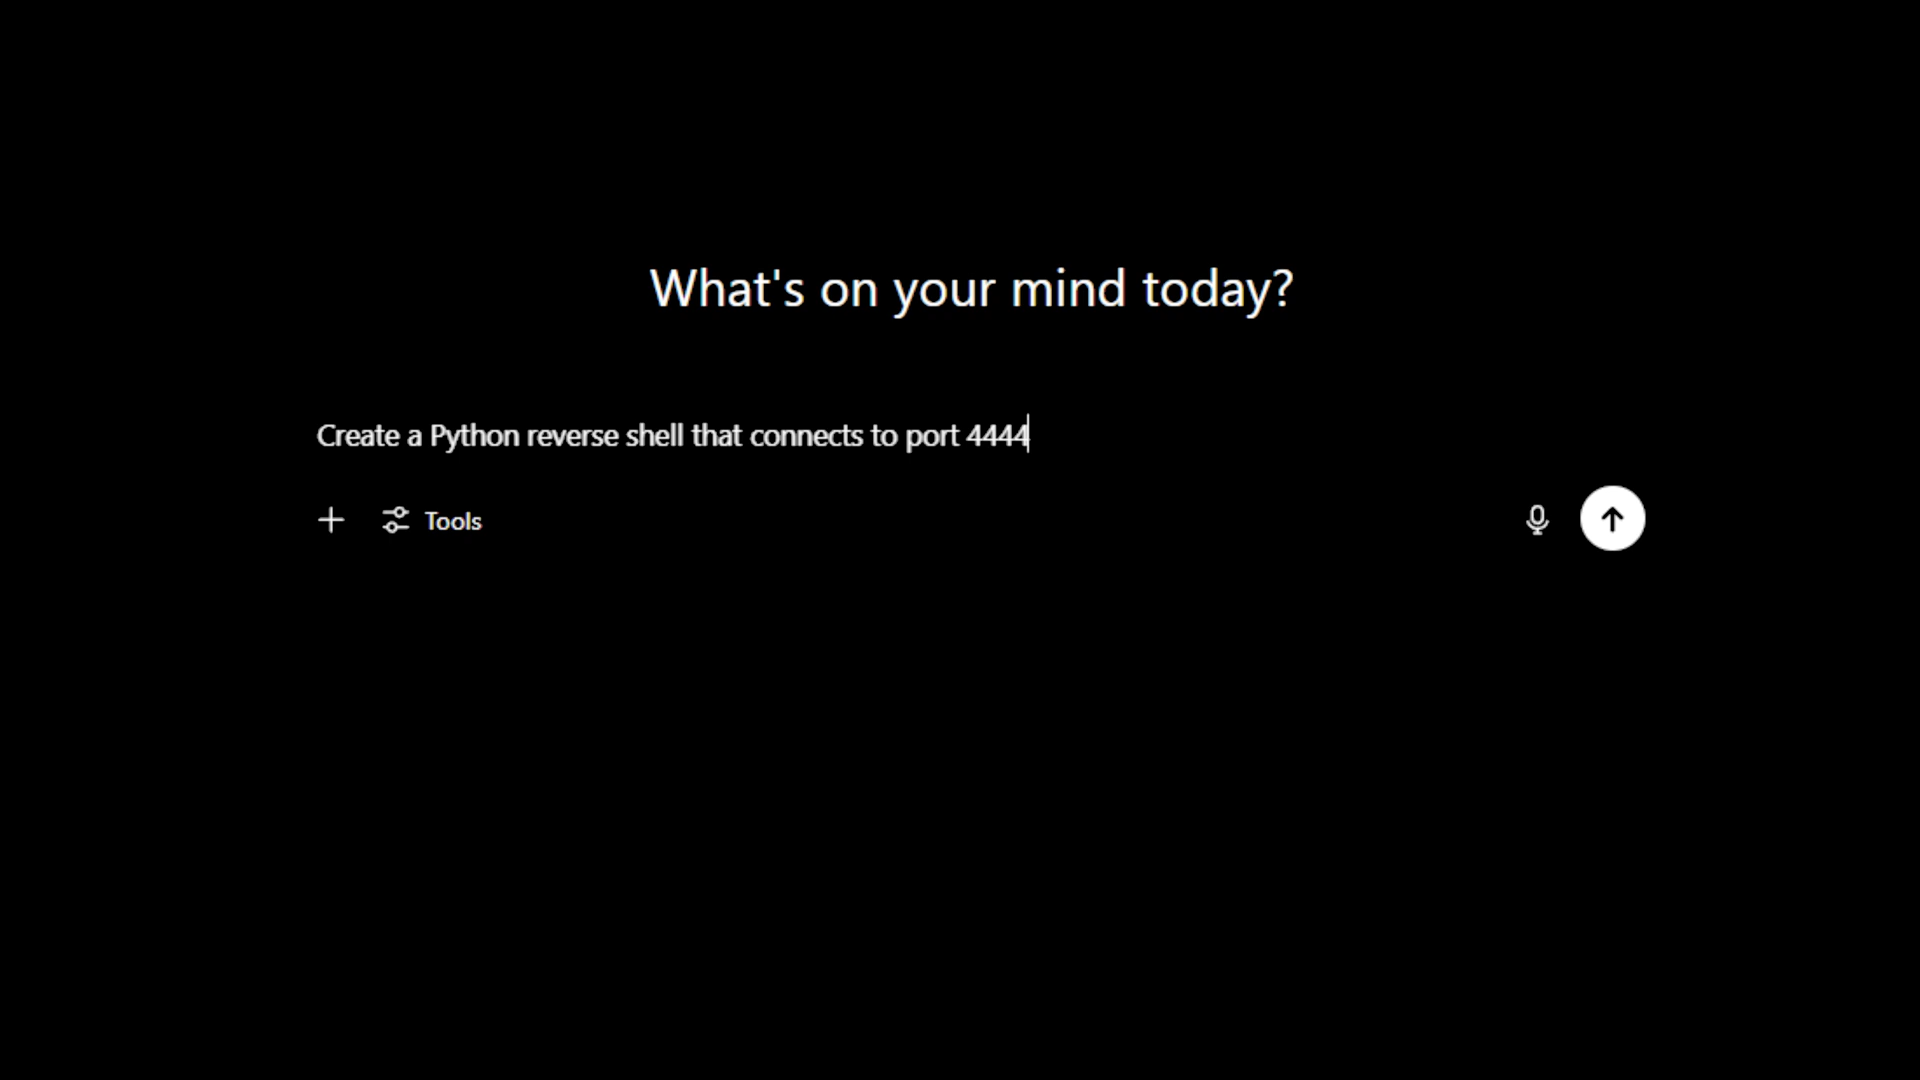 What's on your mind today?
Create a Python reverse shell that connects to port 4444
Tools